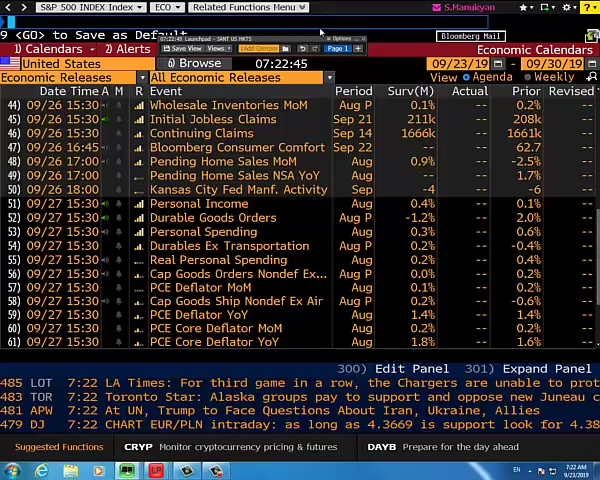 S&P 500 INDEX Index ECO Related Functions Menu S.Manukyan
9 <GO> to Save as Default
07:22:45 Launchpad - SANT US MKTS Options
Save View Views Add Component Page 1
Bloomberg Mail
1) Calendars 2) Alerts Economic Calendars
United States Browse 07:22:45 09/23/19 - 09/30/19
Economic Releases All Economic Releases View Agenda Weekly
Date Time A M R Event Period Surv(M) Actual Prior Revised
44) 09/26 15:30 Wholesale Inventories MoM Aug P 0.1% -- 0.2% --
45) 09/26 15:30 Initial Jobless Claims Sep 21 211k -- 208k --
46) 09/26 15:30 Continuing Claims Sep 14 1666k -- 1661k --
47) 09/26 16:45 Bloomberg Consumer Comfort Sep 22 -- -- 62.7 --
48) 09/26 17:00 Pending Home Sales MoM Aug 0.9% -- -2.5% --
49) 09/26 17:00 Pending Home Sales NSA YoY Aug -- -- 1.7% --
50) 09/26 18:00 Kansas City Fed Manf. Activity Sep -4 -- -6 --
51) 09/27 15:30 Personal Income Aug 0.4% -- 0.1% --
52) 09/27 15:30 Durable Goods Orders Aug P -1.2% -- 2.0% --
53) 09/27 15:30 Personal Spending Aug 0.3% -- 0.6% --
54) 09/27 15:30 Durables Ex Transportation Aug P 0.2% -- -0.4% --
55) 09/27 15:30 Real Personal Spending Aug 0.2% -- 0.4% --
56) 09/27 15:30 Cap Goods Orders Nondef Ex... Aug P 0.0% -- 0.2% --
57) 09/27 15:30 PCE Deflator MoM Aug 0.1% -- 0.2% --
58) 09/27 15:30 Cap Goods Ship Nondef Ex Air Aug P 0.2% -- -0.6% --
59) 09/27 15:30 PCE Deflator YoY Aug 1.4% -- 1.4% --
60) 09/27 15:30 PCE Core Deflator MoM Aug 0.2% -- 0.2% --
61) 09/27 15:30 PCE Core Deflator YoY Aug 1.8% -- 1.6% --
300) Edit Panel 301) Expand Panel
485 LOT 7:22 LA Times: For third game in a row, the Chargers are unable to prot
483 TOR 7:22 Toronto Star: Alaska groups pay to support and oppose new Juneau c
481 APW 7:22 At UN, Trump to Face Questions About Iran, Ukraine, Allies
479 DJ 7:22 CHART EUR/PLN intraday: as long as 4.3669 is support look for 4.38
Suggested Functions CRYP Monitor cryptocurrency pricing & futures DAYB Prepare for the day ahead
EN 7:22 AM
9/23/2019